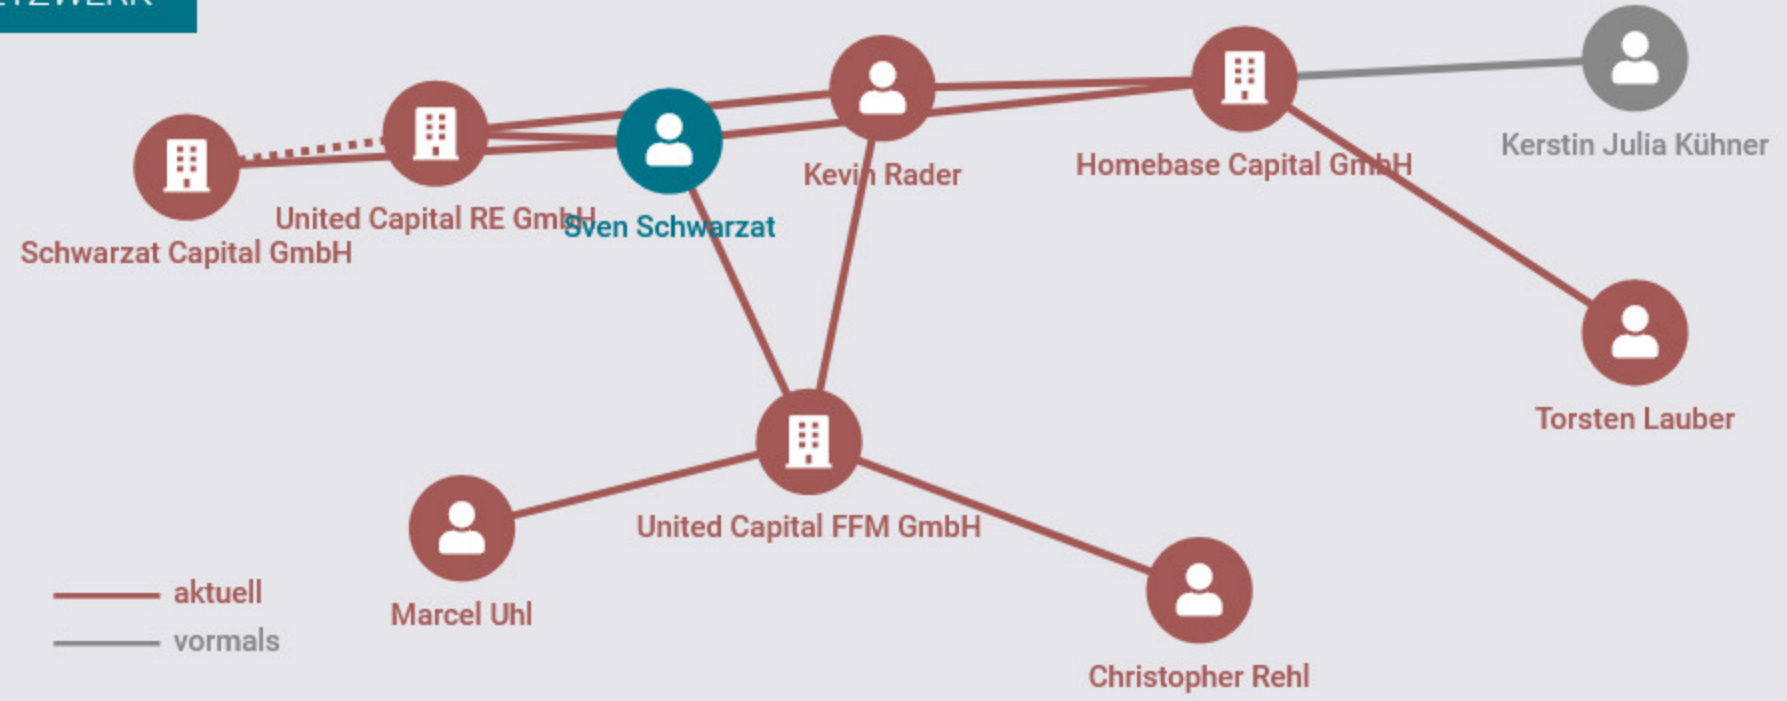 Kevin Rader
Homebase Capital GmbH
Kerstin Julia Kühner
United Capital RE GmbH
Sven Schwarzat
Schwarzat Capital GmbH
Torsten Lauber
United Capital FFM GmbH
Marcel Uhl
Christopher Rehl
aktuell
vormals